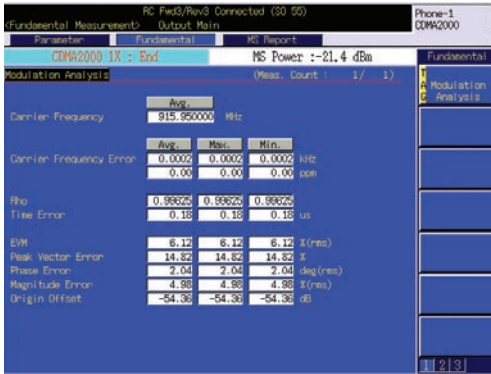 RC Fwd3/Rev3 Connected (SO 55)
<Fundamental Measurement> Output Main
Phone-1
CDMA2000
Parameter Fundamental MS Report
CDMA2000 1X : End MS Power :-21.4 dBm
Fundamental
Modulation Analysis (Meas. Count : 1/ 1)
TAG Modulation Analysis
Avg.
Carrier Frequency 915.950000 MHz
Avg. Max. Min.
Carrier Frequency Error 0.0002 0.0002 0.0002 kHz
0.00 0.00 0.00 ppm
Rho 0.99625 0.99625 0.99625
Time Error 0.18 0.18 0.18 us
EVM 6.12 6.12 6.12 %(rms)
Peak Vector Error 14.82 14.82 14.82 %
Phase Error 2.04 2.04 2.04 deg(rms)
Magnitude Error 4.98 4.98 4.98 %(rms)
Origin Offset -54.36 -54.36 -54.36 dB
1 2 3